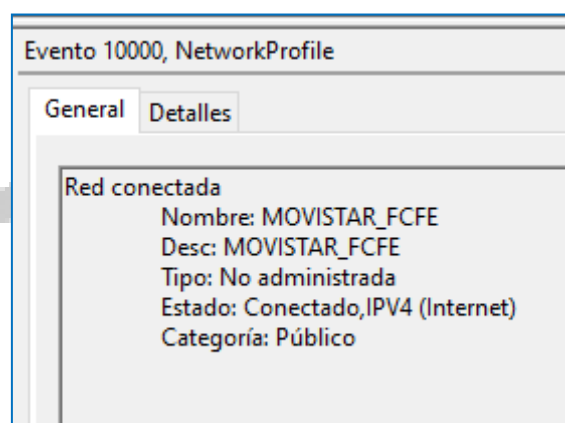 Evento 10000, NetworkProfile
General Detalles
Red conectada
Nombre: MOVISTAR_FCFE
Desc: MOVISTAR_FCFE
Tipo: No administrada
Estado: Conectado,IPV4 (Internet)
Categoría: Público